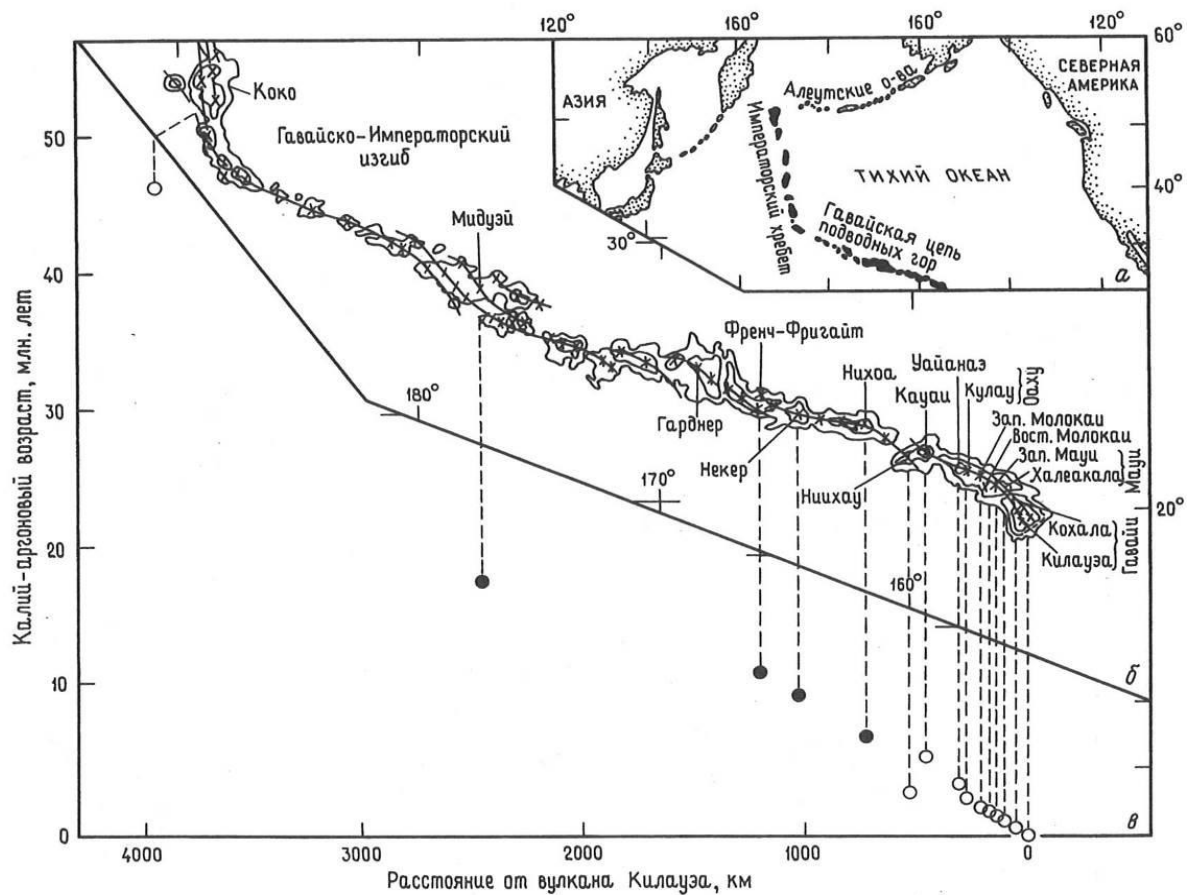 120°
160°
160°
120°
60°
СЕВЕРНАЯ
АМЕРИКА
Алеутские о-ва
АЗИЯ
Императорский хребет
ТИХИЙ ОКЕАН
40°
Гавайская цепь
подводных гор
30°
а
Коко
Гавайско-Императорский
изгиб
Мидуэй
Френч-Фригайт
Нихоа
Уайанаэ
Кауаи
Кулау
Оаху
Зап. Молокаи
Вост. Молокаи
Зап. Мауи
Халеакала
Мауи
Гарднер
Некер
Ниихау
20°
Кохала
Килауэа
Гавайи
180°
170°
160°
б
в
Калий-аргоновый возраст, млн. лет
50
40
30
20
10
0
4000
3000
2000
1000
0
Расстояние от вулкана Килауэа, км